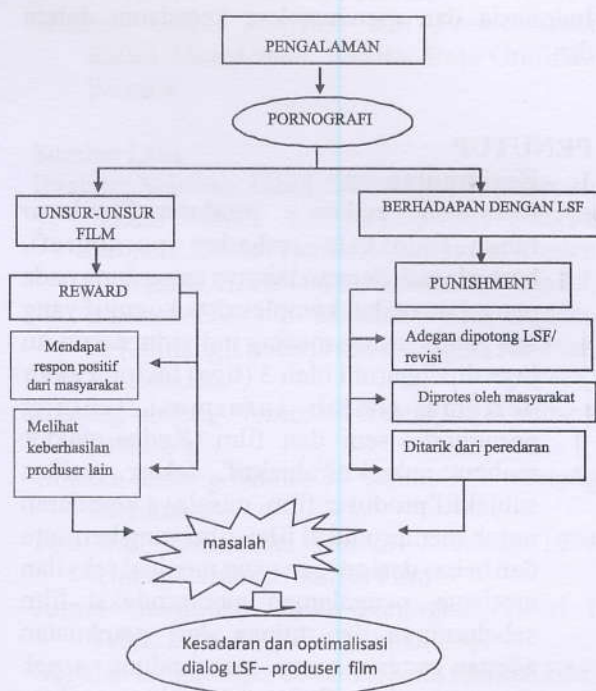 PENGALAMAN
PORNOGRAFI
UNSUR-UNSUR
FILM
BERHADAPAN DENGAN LSF
REWARD
PUNISHMENT
Mendapat
respon positif
dari masyarakat
Adegan dipotong LSF/
revisi
Diprotes oleh masyarakat
Melihat
keberhasilan
produser lain
Ditarik dari peredaran
masalah
Kesadaran dan optimalisasi
dialog LSF – produser film